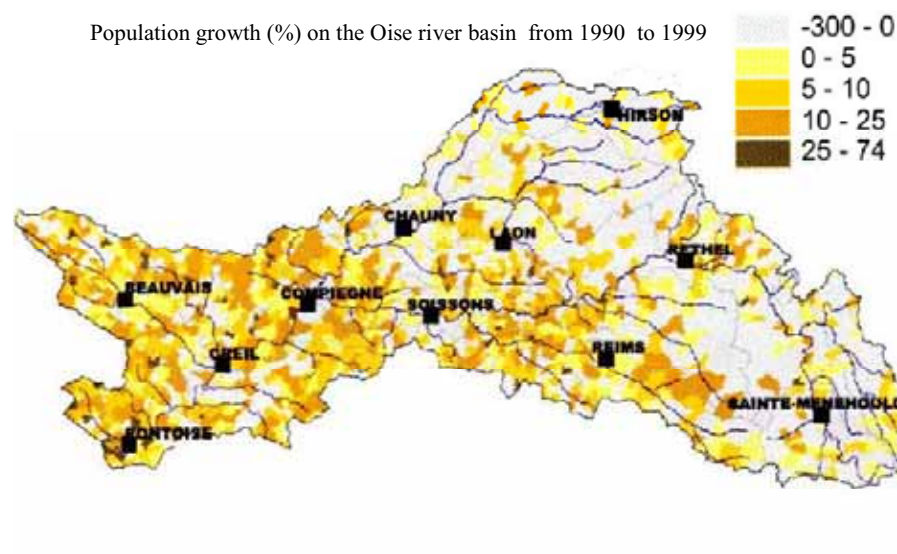 Population growth (%) on the Oise river basin from 1990 to 1999
-300 - 0
0 - 5
5 - 10
10 - 25
25 - 74
HIRSON
CHAUNY
LAON
RETHEL
BEAUVAIS
COMPIEGNE
SOISSONS
CREIL
REIMS
SAINTE-MENEHOULD
PONTOISE